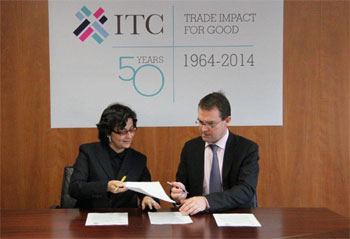 ITC
TRADE IMPACT
FOR GOOD
50
YEARS
1964-2014